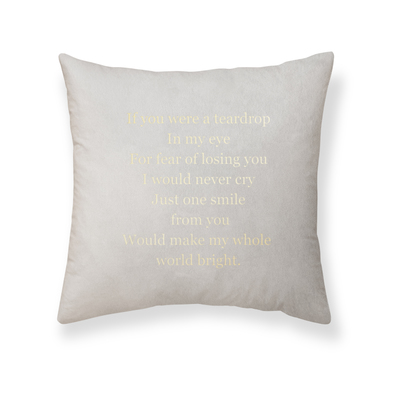 If you were a teardrop
In my eye
For fear of losing you
I would never cry
Just one smile
from you
Would make my whole
world bright.